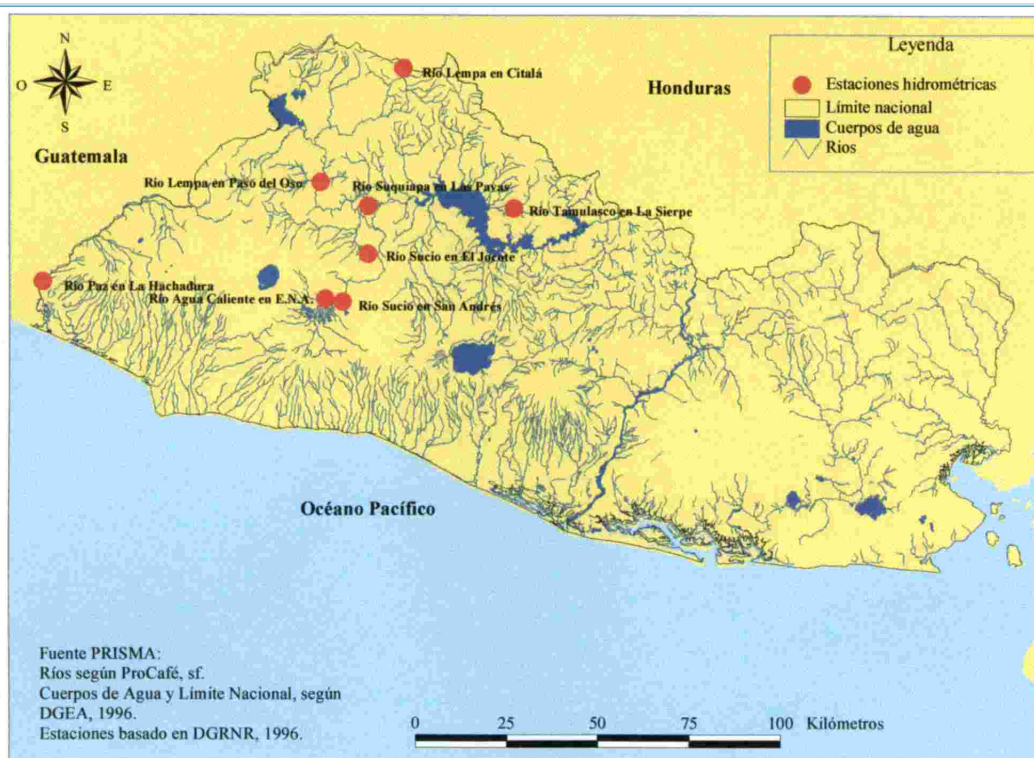 N
O
E
S
Leyenda
Estaciones hidrométricas
Límite nacional
Cuerpos de agua
Rios
Honduras
Guatemala
Río Lempa en Citalá
Río Lempa en Paso del Oso
Río Suquiapa en Las Pavas
Río Tamulasco en La Sierpe
Río Sucio en El Jocote
Río Paz en La Hachadura
Río Agua Caliente en E.N.A.
Río Sucio en San Andrés
Océano Pacífico
Fuente PRISMA:
Ríos según ProCafé, sf.
Cuerpos de Agua y Límite Nacional, según
DGEA, 1996.
Estaciones basado en DGRNR, 1996.
0 25 50 75 100 Kilómetros